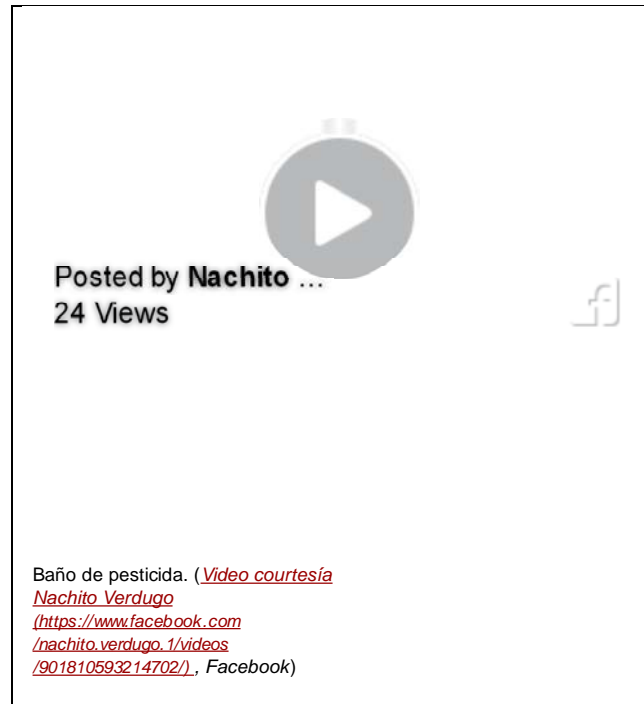 Posted by Nachito ...
24 Views
Baño de pesticida. (Video courtesía
Nachito Verdugo
(https://www.facebook.com
/nachito.verdugo.1/videos
/901810593214702/) , Facebook)